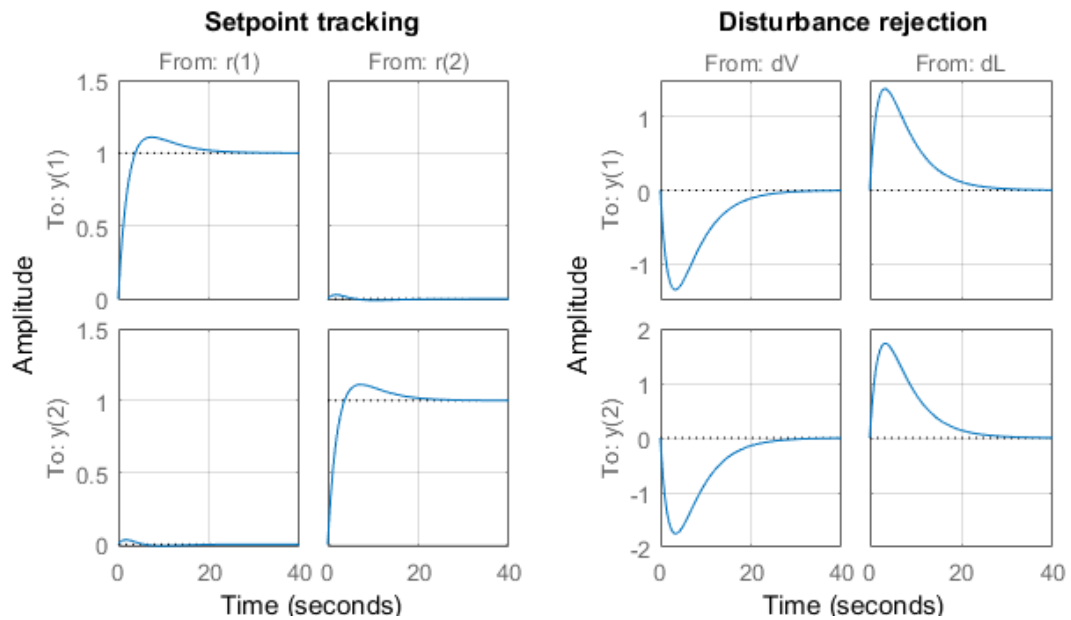 Setpoint tracking
From: r(1)
From: r(2)
1.5
1
0.5
0
To: y(1)
1.5
1
0.5
0
To: y(2)
Amplitude
0
20
40
0
20
40
Time (seconds)
Disturbance rejection
From: dV
From: dL
1
0
-1
To: y(1)
2
1
0
-1
-2
To: y(2)
Amplitude
0
20
40
0
20
40
Time (seconds)